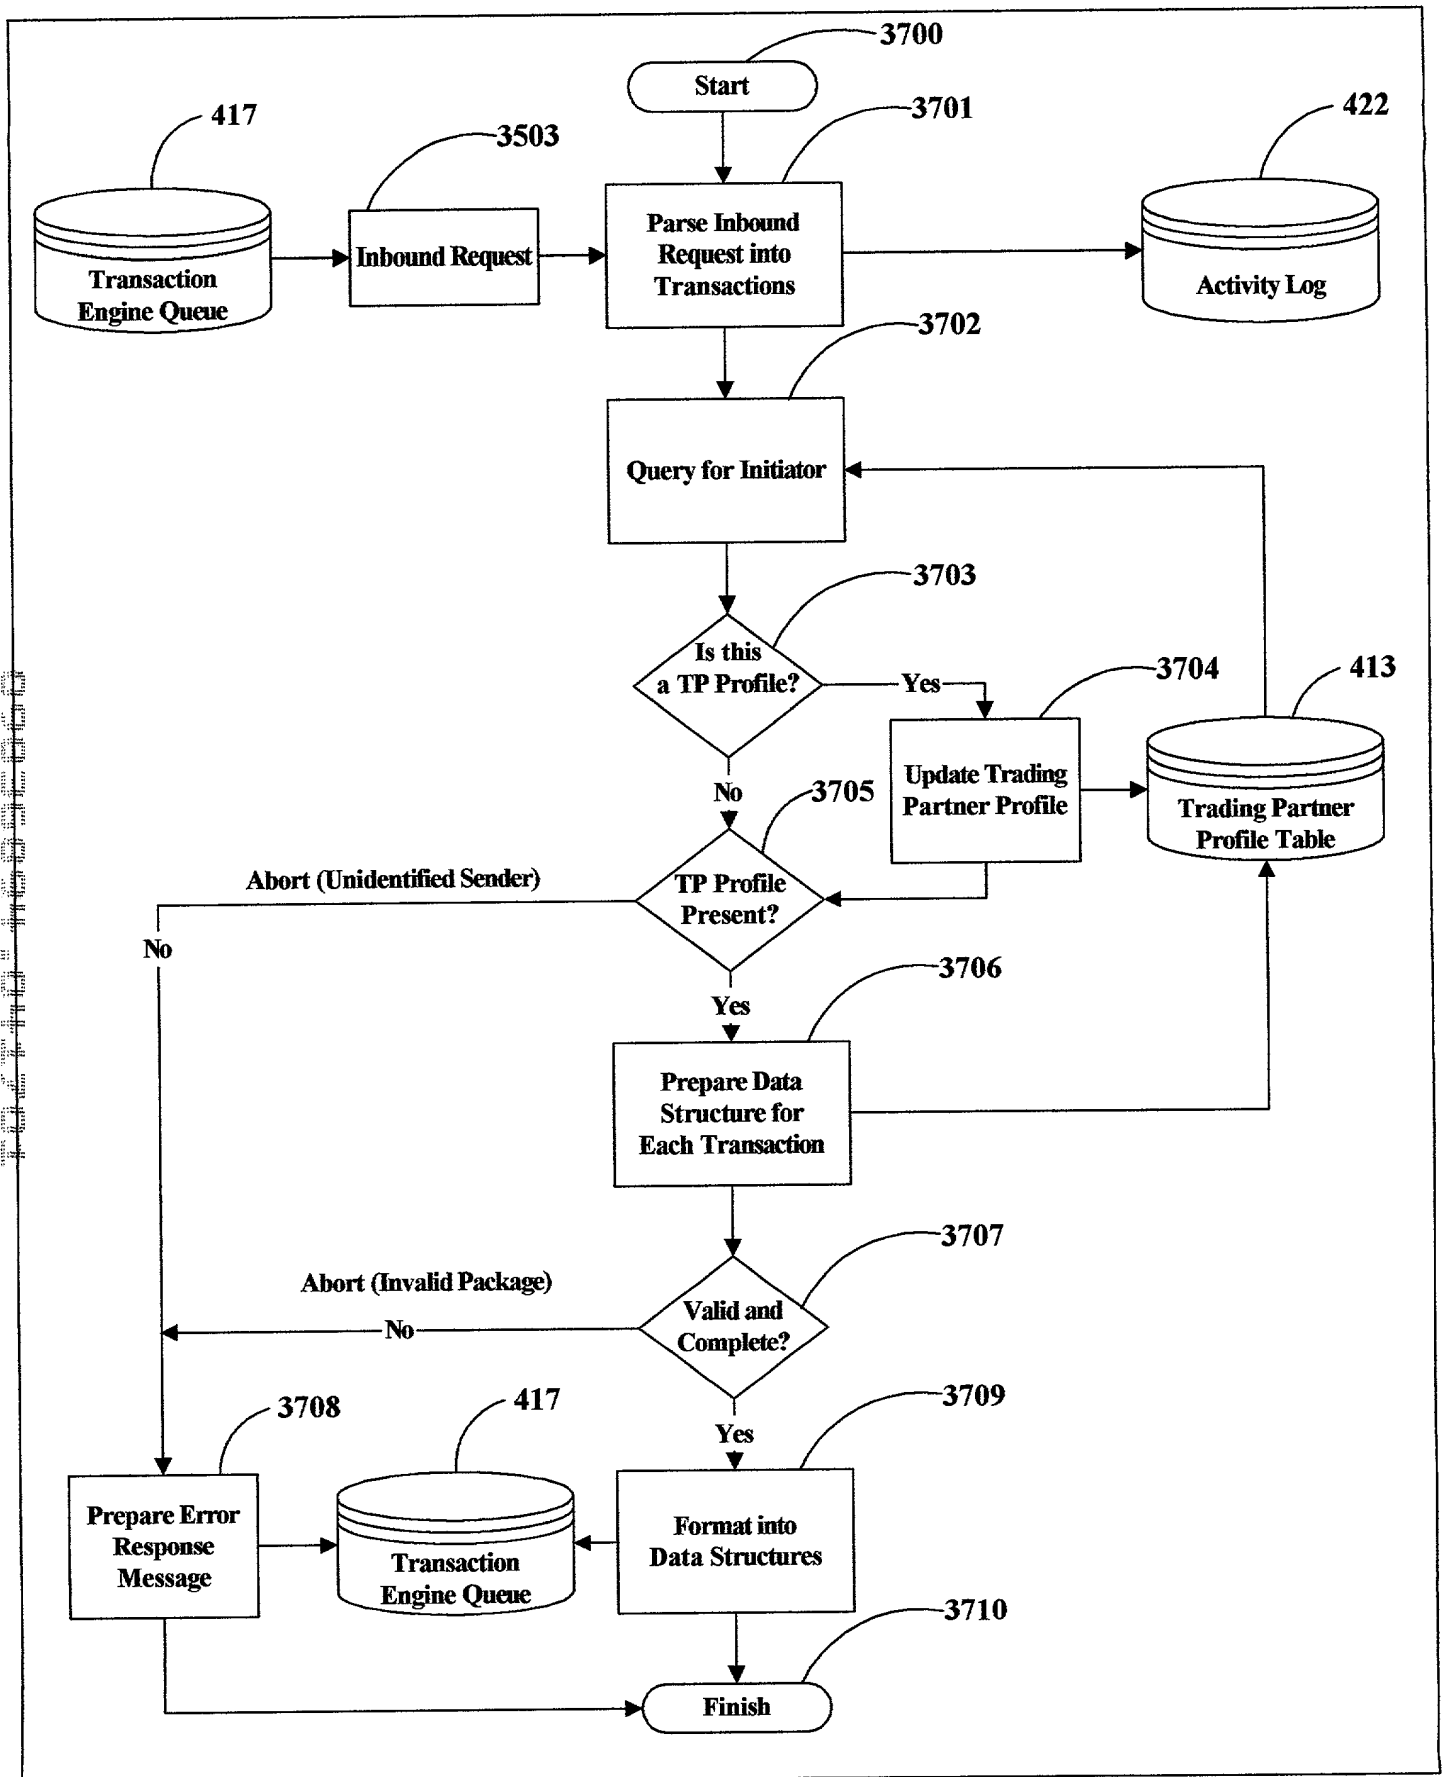 3700
Start
3701
417
3503
422
Parse Inbound
Request into
Transactions
Inbound Request
Transaction
Engine Queue
Activity Log
3702
Query for Initiator
3703
Is this
a TP Profile?
Yes
3704
413
No
3705
Update Trading
Partner Profile
Trading Partner
Profile Table
Abort (Unidentified Sender)
TP Profile
Present?
No
3706
Yes
Prepare Data
Structure for
Each Transaction
3707
Abort (Invalid Package)
Valid and
Complete?
No
3708
417
3709
Yes
Prepare Error
Response
Message
Transaction
Engine Queue
Format into
Data Structures
3710
Finish